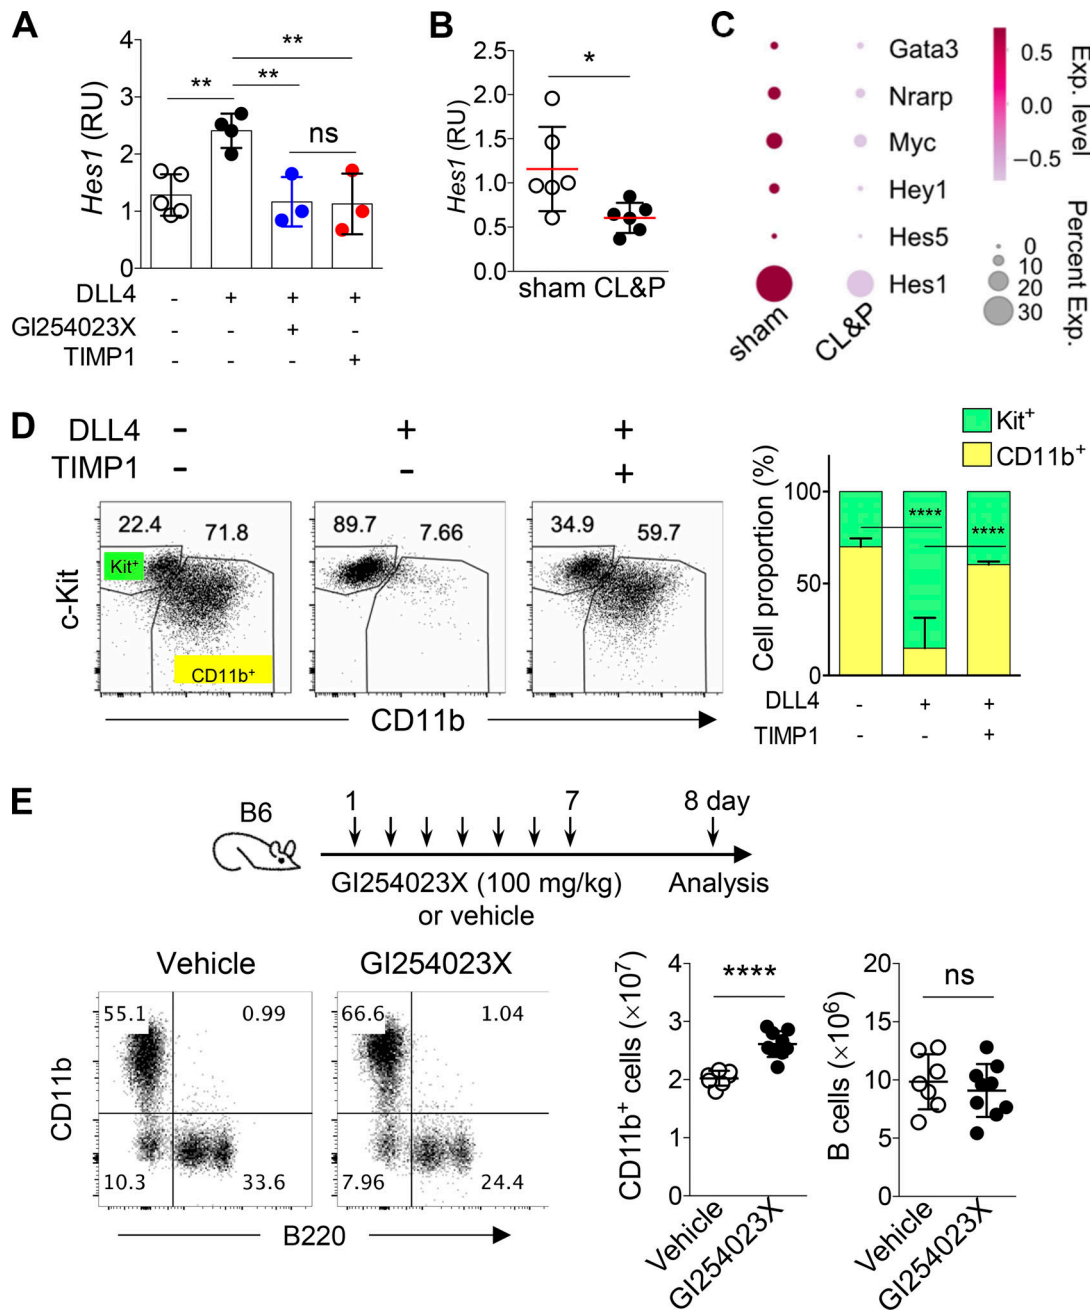 A
Hes1 (RU)
4
3
2
1
0
**
**
**
ns
DLL4 - + + +
GI254023X - - + -
TIMP1 - - - +
B
Hes1 (RU)
2.5
2.0
1.5
1.0
0.5
0.0
*
sham CL&P
C
Gata3
Nrarp
Myc
Hey1
Hes5
Hes1
sham
CL&P
0.5
0.0
−0.5
Exp. level
0
10
20
30
Percent Exp.
D
DLL4 - + +
TIMP1 - - +
22.4 71.8
Kit+
CD11b+
89.7 7.66
34.9 59.7
c-Kit
CD11b
Kit+
CD11b+
Cell proportion (%)
100
50
0
****
****
DLL4 - + +
TIMP1 - - +
E
B6
1 7 8 day
GI254023X (100 mg/kg) Analysis
or vehicle
Vehicle GI254023X
55.1 0.99
10.3 33.6
66.6 1.04
7.96 24.4
CD11b
B220
CD11b+ cells (×10⁷)
4
3
2
1
0
****
Vehicle
GI254023X
B cells (×10⁶)
20
15
10
5
0
ns
Vehicle
GI254023X